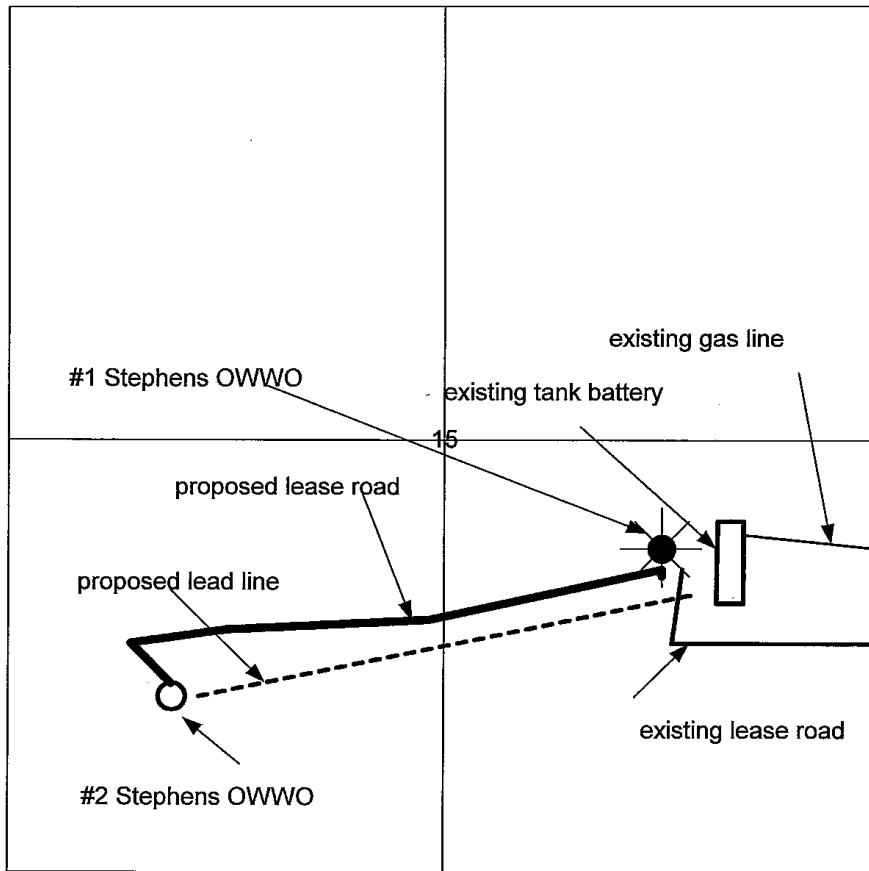 existing gas line
#1 Stephens OWWO
existing tank battery
15
proposed lease road
proposed lead line
existing lease road
#2 Stephens OWWO